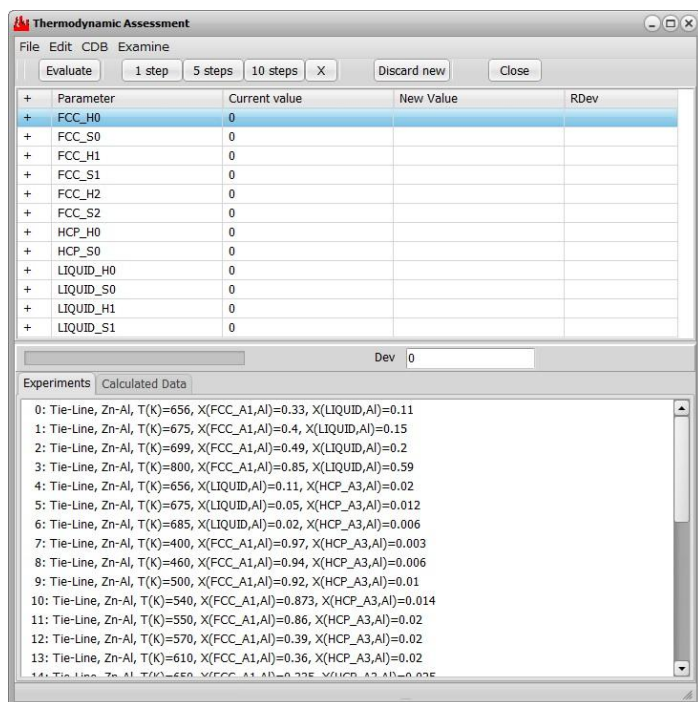 Thermodynamic Assessment
File Edit CDB Examine
Evaluate 1 step 5 steps 10 steps X Discard new Close
+ Parameter Current value New Value RDev
+ FCC_H0 0
+ FCC_S0 0
+ FCC_H1 0
+ FCC_S1 0
+ FCC_H2 0
+ FCC_S2 0
+ HCP_H0 0
+ HCP_S0 0
+ LIQUID_H0 0
+ LIQUID_S0 0
+ LIQUID_H1 0
+ LIQUID_S1 0
Dev 0
Experiments Calculated Data
0: Tie-Line, Zn-Al, T(K)=656, X(FCC_A1,Al)=0.33, X(LIQUID,Al)=0.11
1: Tie-Line, Zn-Al, T(K)=675, X(FCC_A1,Al)=0.4, X(LIQUID,Al)=0.15
2: Tie-Line, Zn-Al, T(K)=699, X(FCC_A1,Al)=0.49, X(LIQUID,Al)=0.2
3: Tie-Line, Zn-Al, T(K)=800, X(FCC_A1,Al)=0.85, X(LIQUID,Al)=0.59
4: Tie-Line, Zn-Al, T(K)=656, X(LIQUID,Al)=0.11, X(HCP_A3,Al)=0.02
5: Tie-Line, Zn-Al, T(K)=675, X(LIQUID,Al)=0.05, X(HCP_A3,Al)=0.012
6: Tie-Line, Zn-Al, T(K)=685, X(LIQUID,Al)=0.02, X(HCP_A3,Al)=0.006
7: Tie-Line, Zn-Al, T(K)=400, X(FCC_A1,Al)=0.97, X(HCP_A3,Al)=0.003
8: Tie-Line, Zn-Al, T(K)=460, X(FCC_A1,Al)=0.94, X(HCP_A3,Al)=0.006
9: Tie-Line, Zn-Al, T(K)=500, X(FCC_A1,Al)=0.92, X(HCP_A3,Al)=0.01
10: Tie-Line, Zn-Al, T(K)=540, X(FCC_A1,Al)=0.873, X(HCP_A3,Al)=0.014
11: Tie-Line, Zn-Al, T(K)=550, X(FCC_A1,Al)=0.86, X(HCP_A3,Al)=0.02
12: Tie-Line, Zn-Al, T(K)=570, X(FCC_A1,Al)=0.39, X(HCP_A3,Al)=0.02
13: Tie-Line, Zn-Al, T(K)=610, X(FCC_A1,Al)=0.36, X(HCP_A3,Al)=0.02